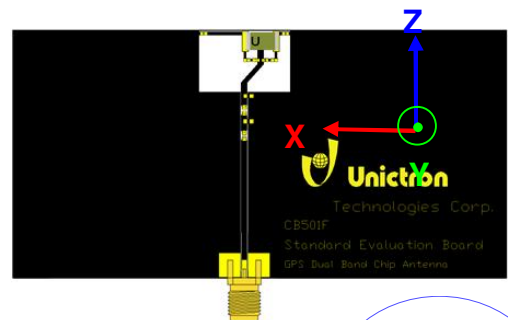 U
Z
X
Y
Unictron
Technologies Corp.
CB501F
Standard Evaluation Board
GPS Dual Band Chip Antenna